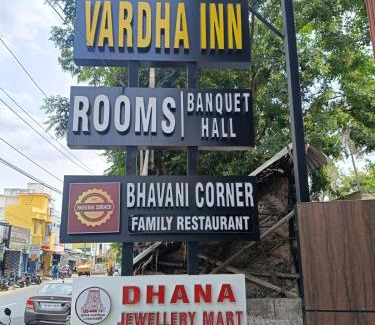 VARDHA INN
ROOMS
BANQUET
HALL
BHAVANI CORNER
FAMILY RESTAURANT
DHANA
JEWELLERY MART